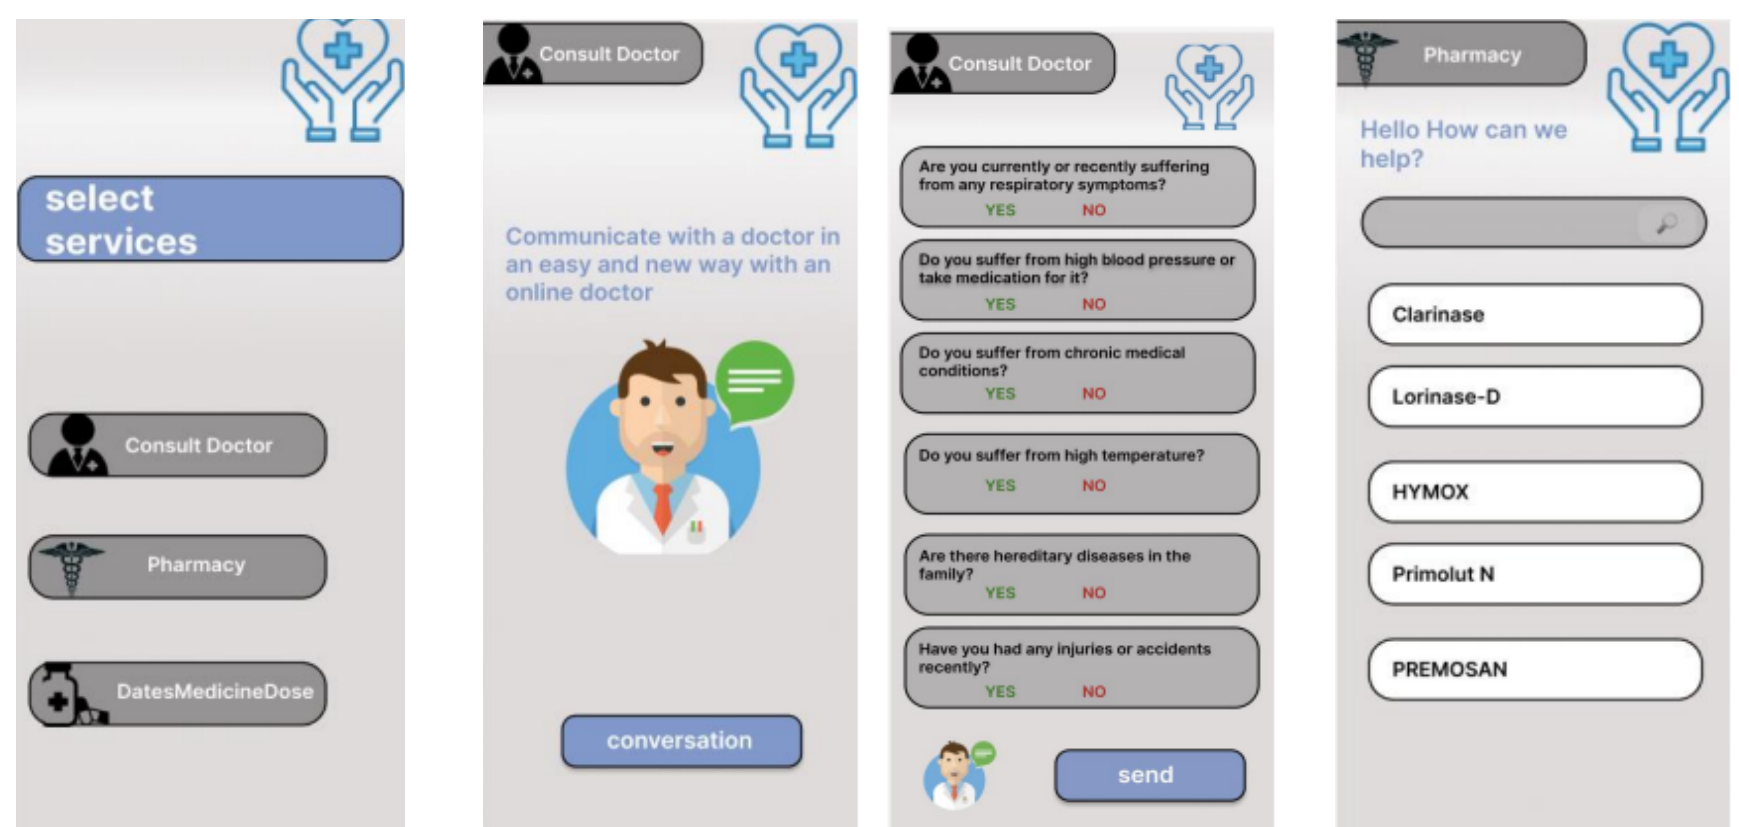 select
services
Consult Doctor
Pharmacy
DatesMedicineDose
Consult Doctor
Communicate with a doctor in
an easy and new way with an
online doctor
conversation
Consult Doctor
Are you currently or recently suffering
from any respiratory symptoms?
YES NO
Do you suffer from high blood pressure or
take medication for it?
YES NO
Do you suffer from chronic medical
conditions?
YES NO
Do you suffer from high temperature?
YES NO
Are there hereditary diseases in the
family?
YES NO
Have you had any injuries or accidents
recently?
YES NO
send
Pharmacy
Hello How can we
help?
Clarinase
Lorinase-D
HYMOX
Primolut N
PREMOSAN